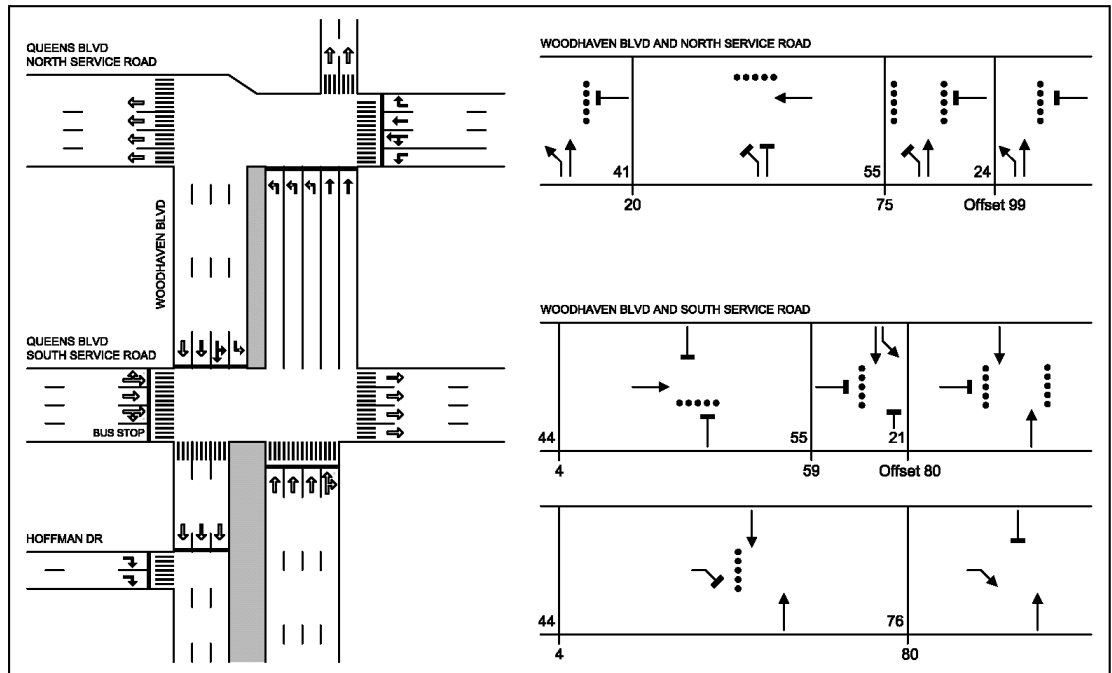 QUEENS BLVD
NORTH SERVICE ROAD
WOODHAVEN BLVD
QUEENS BLVD
SOUTH SERVICE ROAD
BUS STOP
HOFFMAN DR
WOODHAVEN BLVD AND NORTH SERVICE ROAD
41 55 24
20 75 Offset 99
WOODHAVEN BLVD AND SOUTH SERVICE ROAD
44 55 21
4 59 Offset 80
44 76
4 80